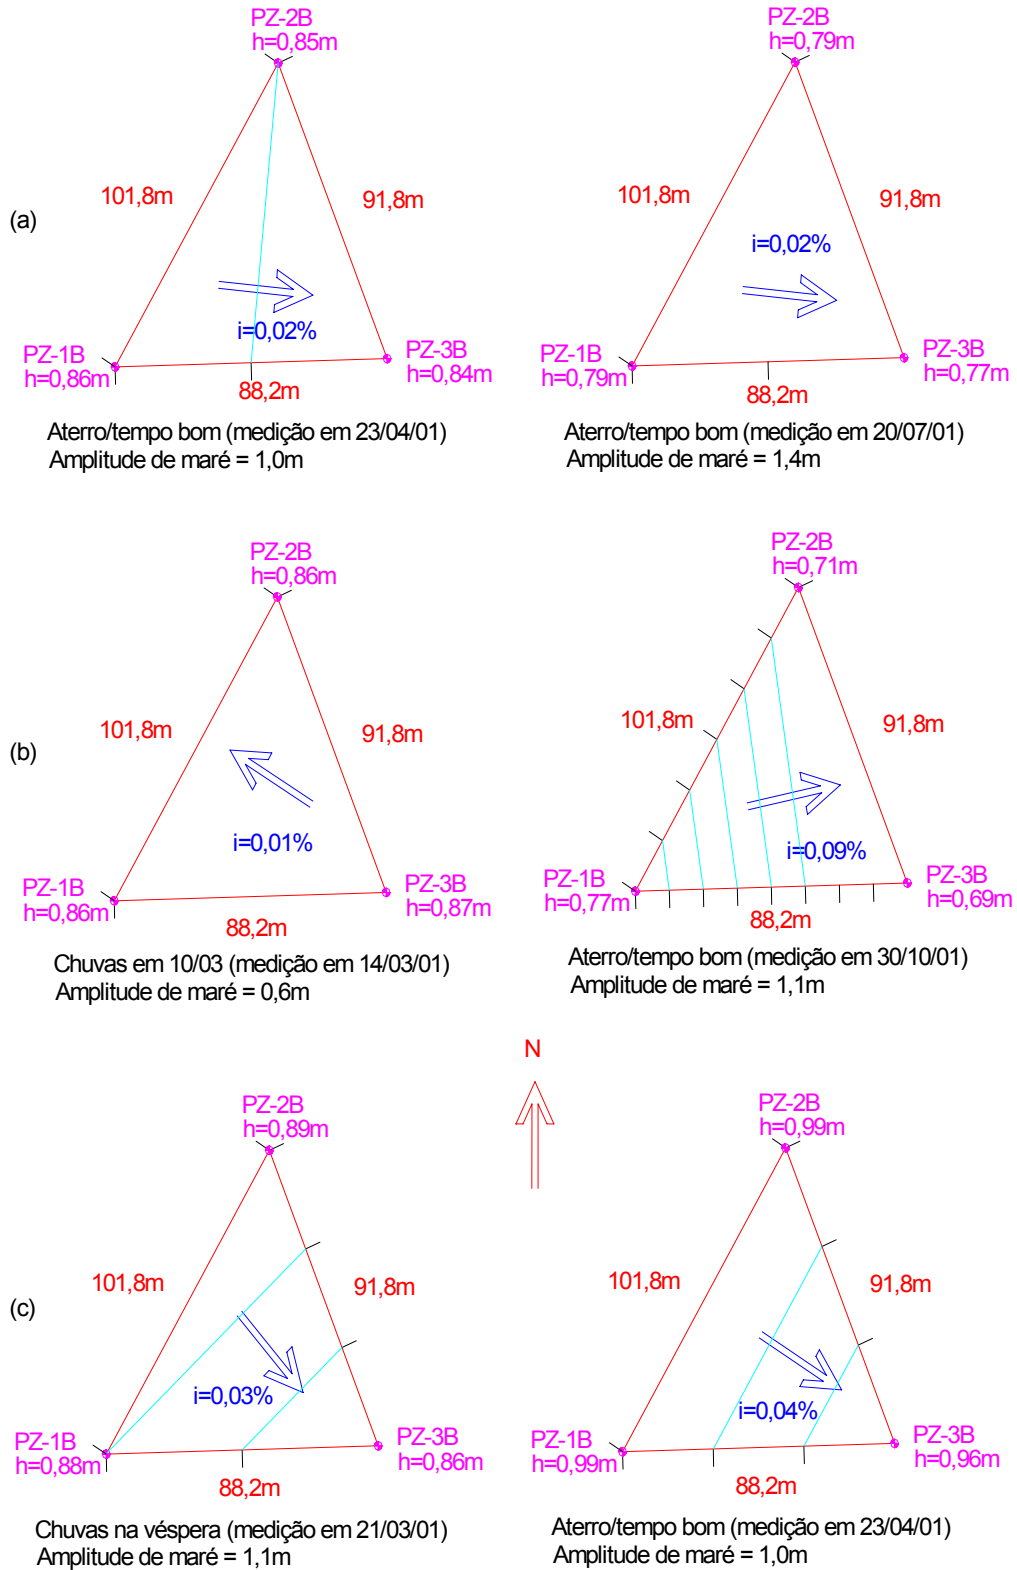 PZ-2B
h=0,85m
101,8m
91,8m
(a)
i=0,02%
PZ-1B
h=0,86m
PZ-3B
h=0,84m
88,2m
Aterro/tempo bom (medição em 23/04/01)
Amplitude de maré = 1,0m
PZ-2B
h=0,79m
101,8m
91,8m
i=0,02%
PZ-1B
h=0,79m
PZ-3B
h=0,77m
88,2m
Aterro/tempo bom (medição em 20/07/01)
Amplitude de maré = 1,4m
PZ-2B
h=0,86m
101,8m
91,8m
(b)
i=0,01%
PZ-1B
h=0,86m
PZ-3B
h=0,87m
88,2m
Chuvas em 10/03 (medição em 14/03/01)
Amplitude de maré = 0,6m
PZ-2B
h=0,71m
101,8m
91,8m
i=0,09%
PZ-1B
h=0,77m
PZ-3B
h=0,69m
88,2m
Aterro/tempo bom (medição em 30/10/01)
Amplitude de maré = 1,1m
N
PZ-2B
h=0,89m
101,8m
91,8m
(c)
i=0,03%
PZ-1B
h=0,88m
PZ-3B
h=0,86m
88,2m
Chuvas na véspera (medição em 21/03/01)
Amplitude de maré = 1,1m
PZ-2B
h=0,99m
101,8m
91,8m
i=0,04%
PZ-1B
h=0,99m
PZ-3B
h=0,96m
88,2m
Aterro/tempo bom (medição em 23/04/01)
Amplitude de maré = 1,0m